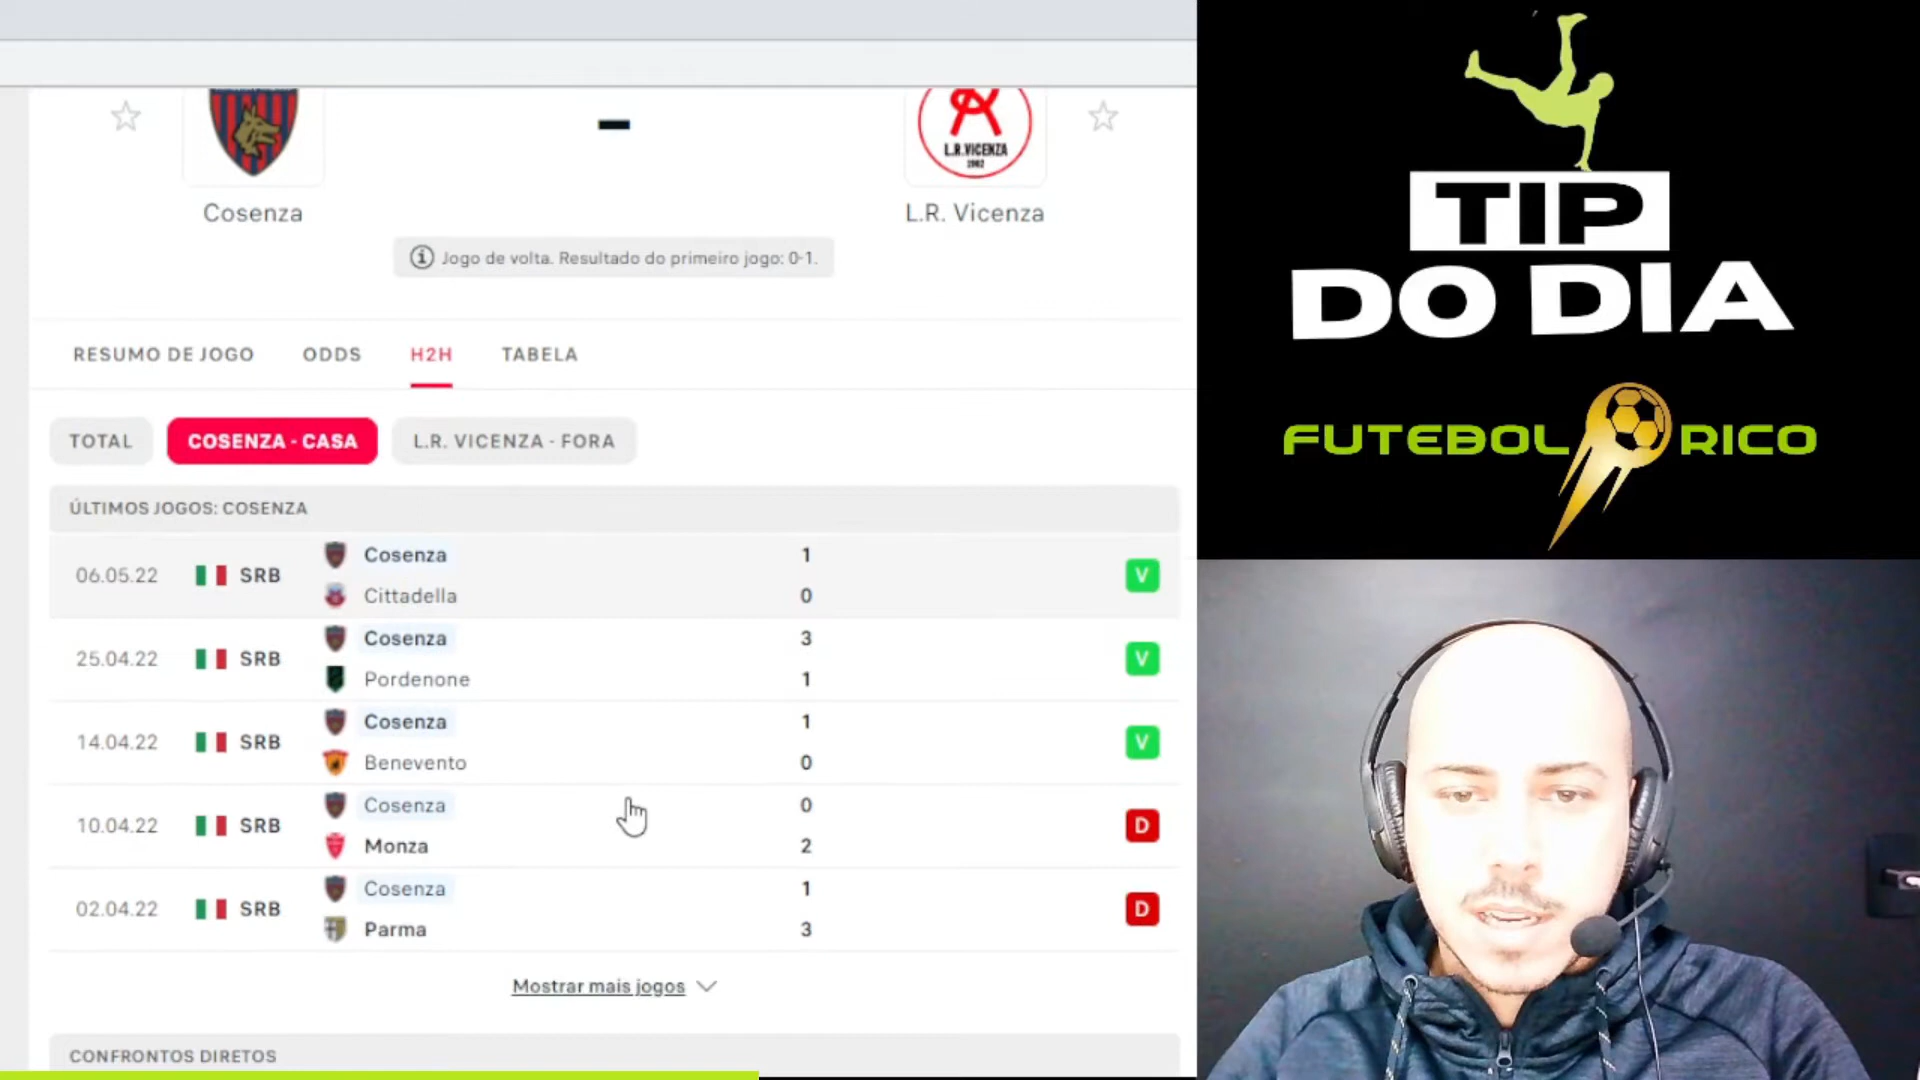 L.R.VICENZA
1902
Cosenza
L.R. Vicenza
Jogo de volta. Resultado do primeiro jogo: 0-1.
RESUMO DE JOGO ODDS H2H TABELA
TOTAL COSENZA - CASA L.R. VICENZA - FORA
ÚLTIMOS JOGOS: COSENZA
06.05.22 SRB Cosenza 1 V
Cittadella 0
25.04.22 SRB Cosenza 3 V
Pordenone 1
14.04.22 SRB Cosenza 1 V
Benevento 0
10.04.22 SRB Cosenza 0 D
Monza 2
02.04.22 SRB Cosenza 1 D
Parma 3
Mostrar mais jogos
CONFRONTOS DIRETOS
TIP
DO DIA
FUTEBOL RICO